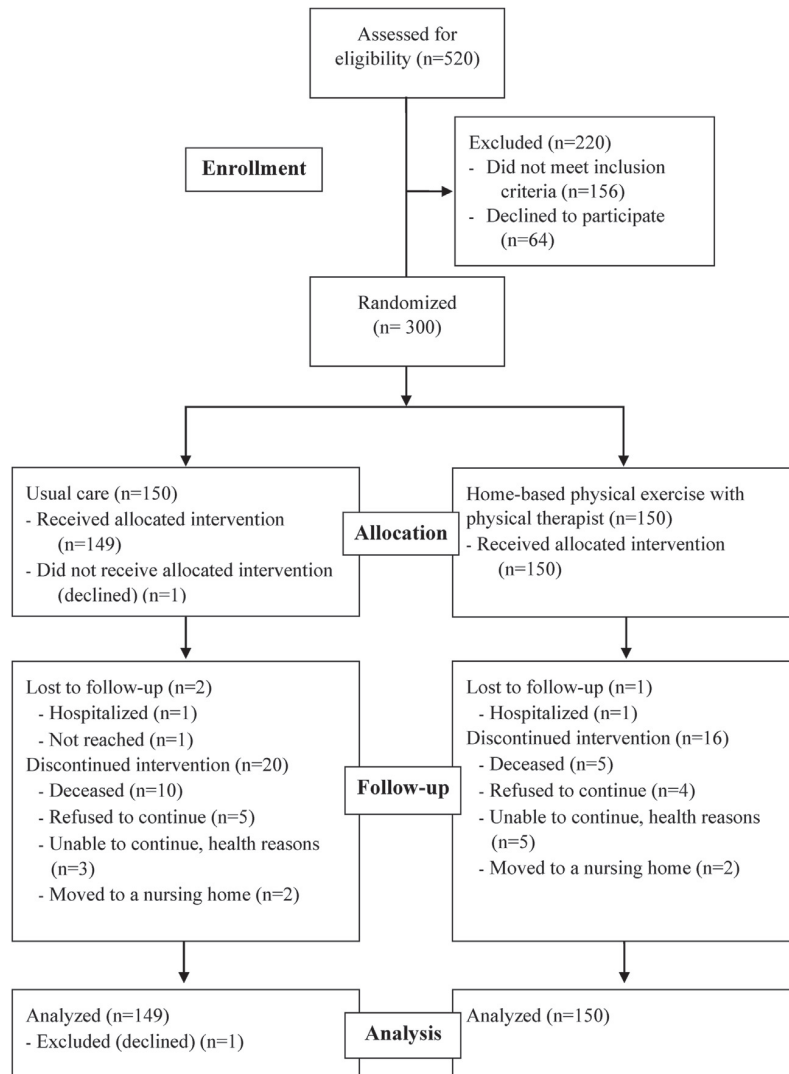 Assessed for
eligibility (n=520)
Enrollment
Excluded (n=220)
- Did not meet inclusion
criteria (n=156)
- Declined to participate
(n=64)
Randomized
(n= 300)
Usual care (n=150)
- Received allocated intervention
(n=149)
- Did not receive allocated intervention
(declined) (n=1)
Allocation
Home-based physical exercise with
physical therapist (n=150)
- Received allocated intervention
(n=150)
Lost to follow-up (n=2)
- Hospitalized (n=1)
- Not reached (n=1)
Discontinued intervention (n=20)
- Deceased (n=10)
- Refused to continue (n=5)
- Unable to continue, health reasons
(n=3)
- Moved to a nursing home (n=2)
Follow-up
Lost to follow-up (n=1)
- Hospitalized (n=1)
Discontinued intervention (n=16)
- Deceased (n=5)
- Refused to continue (n=4)
- Unable to continue, health reasons
(n=5)
- Moved to a nursing home (n=2)
Analyzed (n=149)
- Excluded (declined) (n=1)
Analysis
Analyzed (n=150)